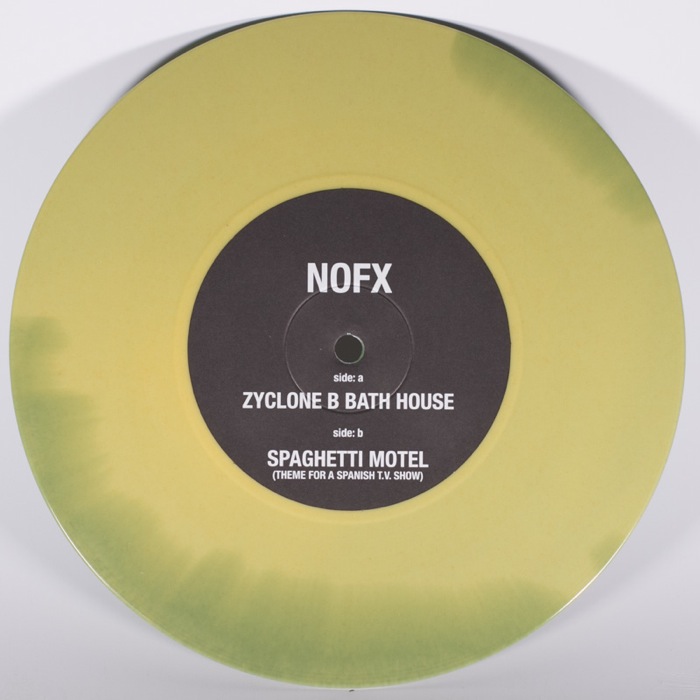 NOFX
side: a
ZYCLONE B BATH HOUSE
side: b
SPAGHETTI MOTEL
(THEME FOR A SPANISH T.V. SHOW)